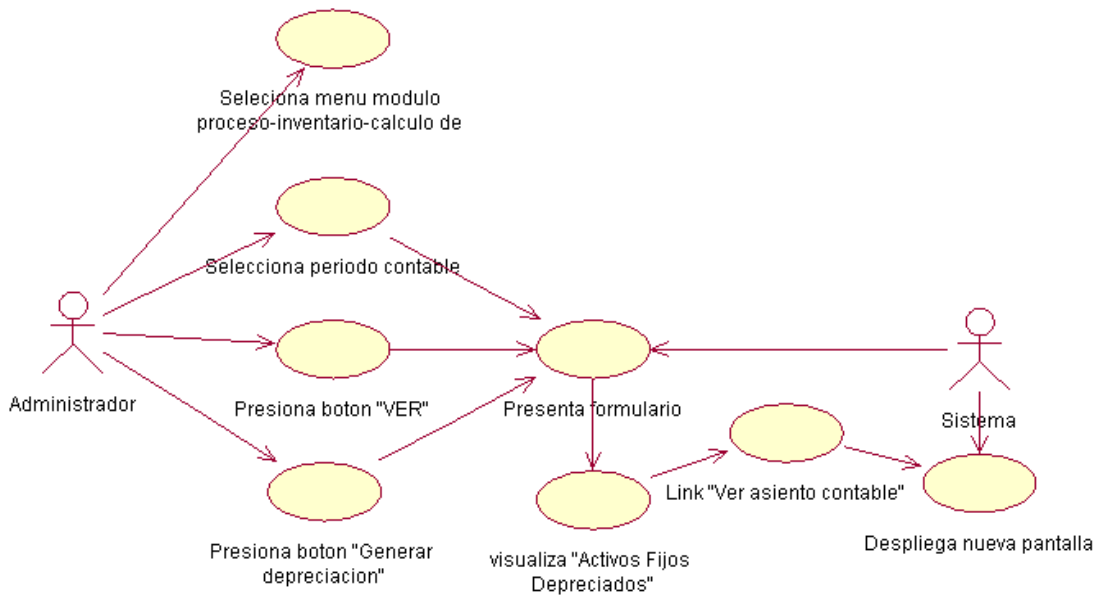 Seleciona menu modulo
proceso-inventario-calculo de
Selecciona periodo contable
Administrador
Presiona boton "VER"
Presenta formulario
Sistema
Link "Ver asiento contable"
Presiona boton "Generar
depreciacion"
visualiza "Activos Fijos
Depreciados"
Despliega nueva pantalla